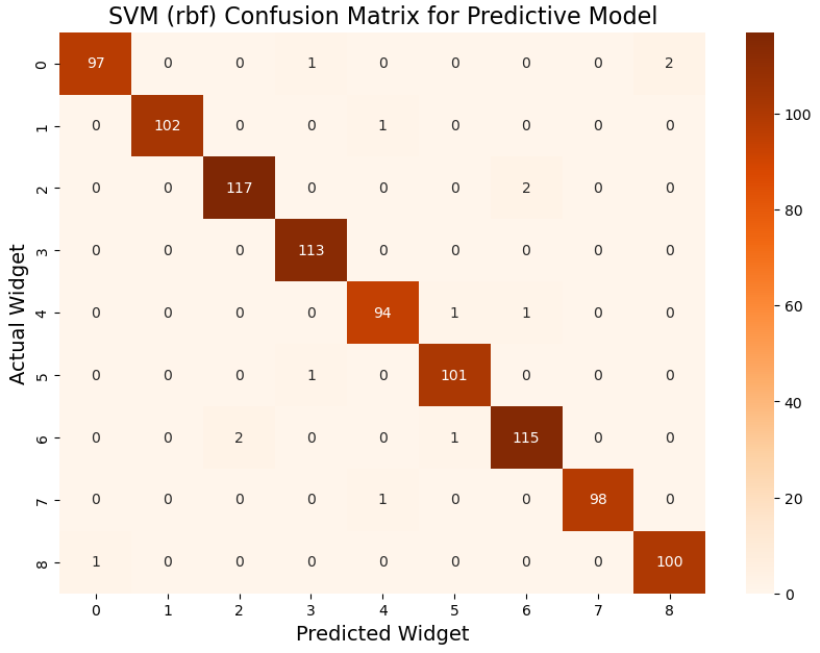 SVM (rbf) Confusion Matrix for Predictive Model
0 97 0 0 1 0 0 0 0 2
1 0 102 0 0 1 0 0 0 0
2 0 0 117 0 0 0 2 0 0
3 0 0 0 113 0 0 0 0 0
4 0 0 0 0 94 1 1 0 0
5 0 0 0 1 0 101 0 0 0
6 0 0 2 0 0 1 115 0 0
7 0 0 0 0 1 0 0 98 0
8 1 0 0 0 0 0 0 0 100
0 1 2 3 4 5 6 7 8
Predicted Widget
Actual Widget
100
80
60
40
20
0